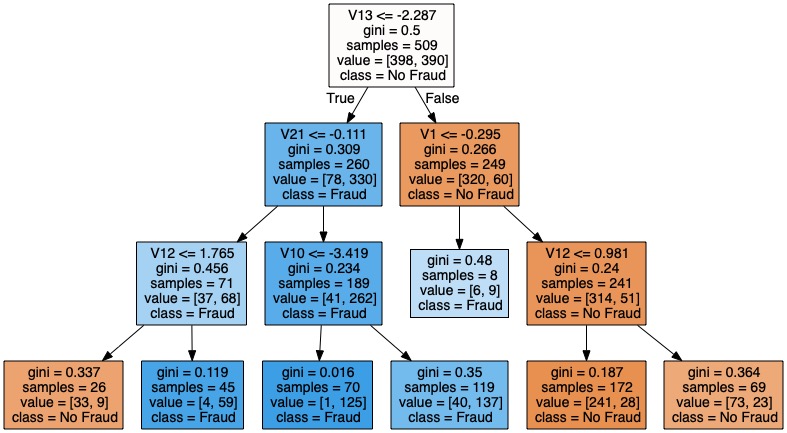 V13 <= -2.287
gini = 0.5
samples = 509
value = [398, 390]
class = No Fraud
True
False
V21 <= -0.111
gini = 0.309
samples = 260
value = [78, 330]
class = Fraud
V1 <= -0.295
gini = 0.266
samples = 249
value = [320, 60]
class = No Fraud
V12 <= 1.765
gini = 0.456
samples = 71
value = [37, 68]
class = Fraud
V10 <= -3.419
gini = 0.234
samples = 189
value = [41, 262]
class = Fraud
gini = 0.48
samples = 8
value = [6, 9]
class = Fraud
V12 <= 0.981
gini = 0.24
samples = 241
value = [314, 51]
class = No Fraud
gini = 0.337
samples = 26
value = [33, 9]
class = No Fraud
gini = 0.119
samples = 45
value = [4, 59]
class = Fraud
gini = 0.016
samples = 70
value = [1, 125]
class = Fraud
gini = 0.35
samples = 119
value = [40, 137]
class = Fraud
gini = 0.187
samples = 172
value = [241, 28]
class = No Fraud
gini = 0.364
samples = 69
value = [73, 23]
class = No Fraud